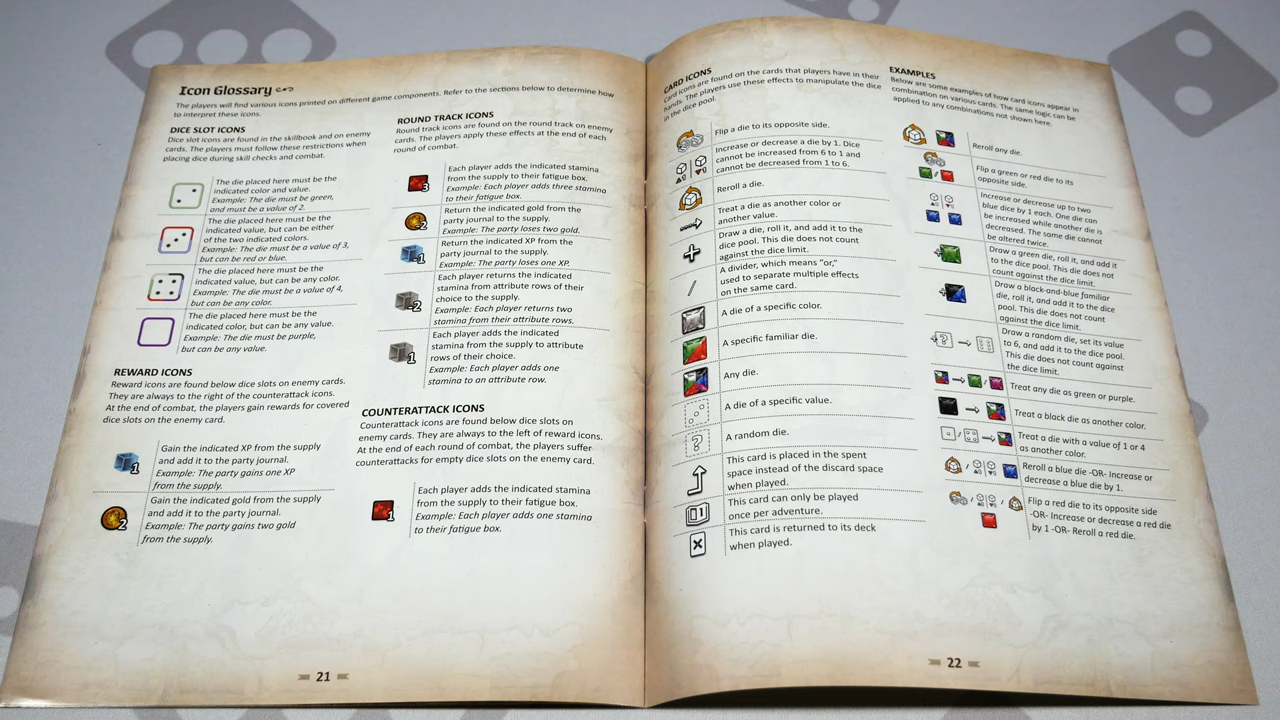 Icon Glossary
The players will find various icons printed on different game components. Refer to the sections below to determine how
to interpret these icons.
DICE SLOT ICONS
Dice slot icons are found in the skillbook and on enemy
cards. The players must follow these restrictions when
placing dice during skill checks and combat.
The die placed here must be the
indicated color and value.
Example: The die must be green,
and must be a value of 2.
The die placed here must be the
indicated value, but can be either
of the two indicated colors.
Example: The die must be a value of 3,
but can be red or blue.
The die placed here must be the
indicated value, but can be any color.
Example: The die must be a value of 4,
but can be any color.
The die placed here must be the
indicated color, but can be any value.
Example: The die must be purple,
but can be any value.
REWARD ICONS
Reward icons are found below dice slots on enemy cards.
They are always to the right of the counterattack icons.
At the end of combat, the players gain rewards for covered
dice slots on the enemy card.
1
Gain the indicated XP from the supply
and add it to the party journal.
Example: The party gains one XP
from the supply.
2
Gain the indicated gold from the supply
and add it to the party journal.
Example: The party gains two gold
from the supply.
ROUND TRACK ICONS
Round track icons are found on the round track on enemy
cards. The players apply these effects at the end of each
round of combat.
3
Each player adds the indicated stamina
from the supply to their fatigue box.
Example: Each player adds three stamina
to their fatigue box.
-2
Return the indicated gold from the
party journal to the supply.
Example: The party loses two gold.
-1
Return the indicated XP from the
party journal to the supply.
Example: The party loses one XP.
-2
Each player returns the indicated
stamina from attribute rows of their
choice to the supply.
Example: Each player returns two
stamina from their attribute rows.
1
Each player adds the indicated
stamina from the supply to attribute
rows of their choice.
Example: Each player adds one
stamina to an attribute row.
COUNTERATTACK ICONS
Counterattack icons are found below dice slots on
enemy cards. They are always to the left of reward icons.
At the end of each round of combat, the players suffer
counterattacks for empty dice slots on the enemy card.
1
Each player adds the indicated stamina
from the supply to their fatigue box.
Example: Each player adds one stamina
to their fatigue box.
21
CARD ICONS
Card icons are found on the cards that players have in their
hands. The players use these effects to manipulate the dice
in the dice pool.
Flip a die to its opposite side.
Increase or decrease a die by 1. Dice
cannot be increased from 6 to 1 and
cannot be decreased from 1 to 6.
Reroll a die.
Treat a die as another color or
another value.
Draw a die, roll it, and add it to the
dice pool. This die does not count
against the dice limit.
/
A divider, which means "or,"
used to separate multiple effects
on the same card.
A die of a specific color.
A specific familiar die.
Any die.
A die of a specific value.
?
A random die.
This card is placed in the spent
space instead of the discard space
when played.
1
This card can only be played
once per adventure.
This card is returned to its deck
when played.
EXAMPLES
Below are some examples of how card icons appear in
combination on various cards. The same logic can be
applied to any combinations not shown here.
Reroll any die.
/
Flip a green or red die to its
opposite side.
Increase or decrease up to two
blue dice by 1 each. One die can
be increased while another die is
decreased. The same die cannot
be altered twice.
Draw a green die, roll it, and add it
to the dice pool. This die does not
count against the dice limit.
Draw a black-and-blue familiar
die, roll it, and add it to the dice
pool. This die does not count
against the dice limit.
?
Draw a random die, set its value
to 6, and add it to the dice pool.
This die does not count against
the dice limit.
/
Treat any die as green or purple.
Treat a black die as another color.
/
Treat a die with a value of 1 or 4
as another color.
/
Reroll a blue die -OR- Increase or
decrease a blue die by 1.
/ /
Flip a red die to its opposite side
-OR- Increase or decrease a red die
by 1 -OR- Reroll a red die.
22